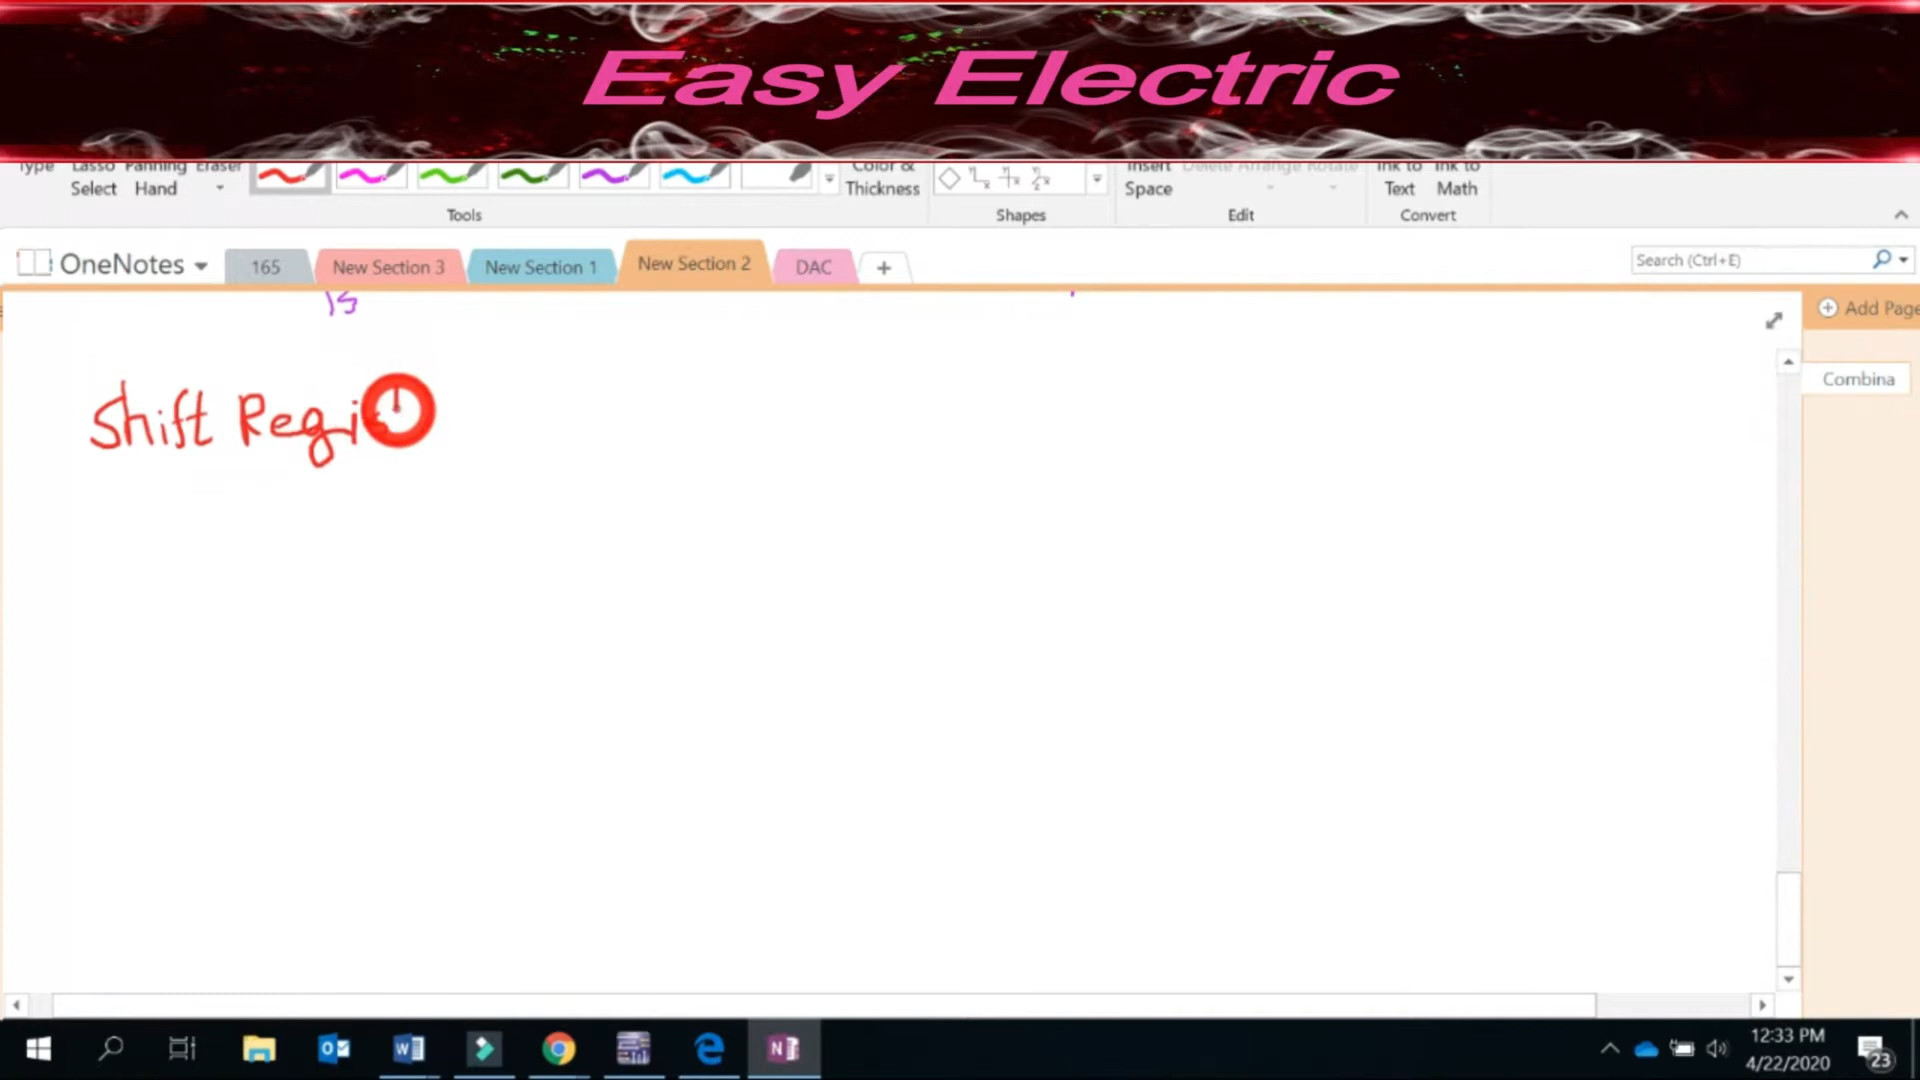 Easy Electric
Type Lasso Select Panning Hand Eraser Color & Thickness Insert Space Delete Arrange Rotate Ink to Text Ink to Math
Tools Shapes Edit Convert
OneNotes 165 New Section 3 New Section 1 New Section 2 DAC + Search (Ctrl+E)
Add Page
Combina
Shift Regis
12:33 PM
4/22/2020
23